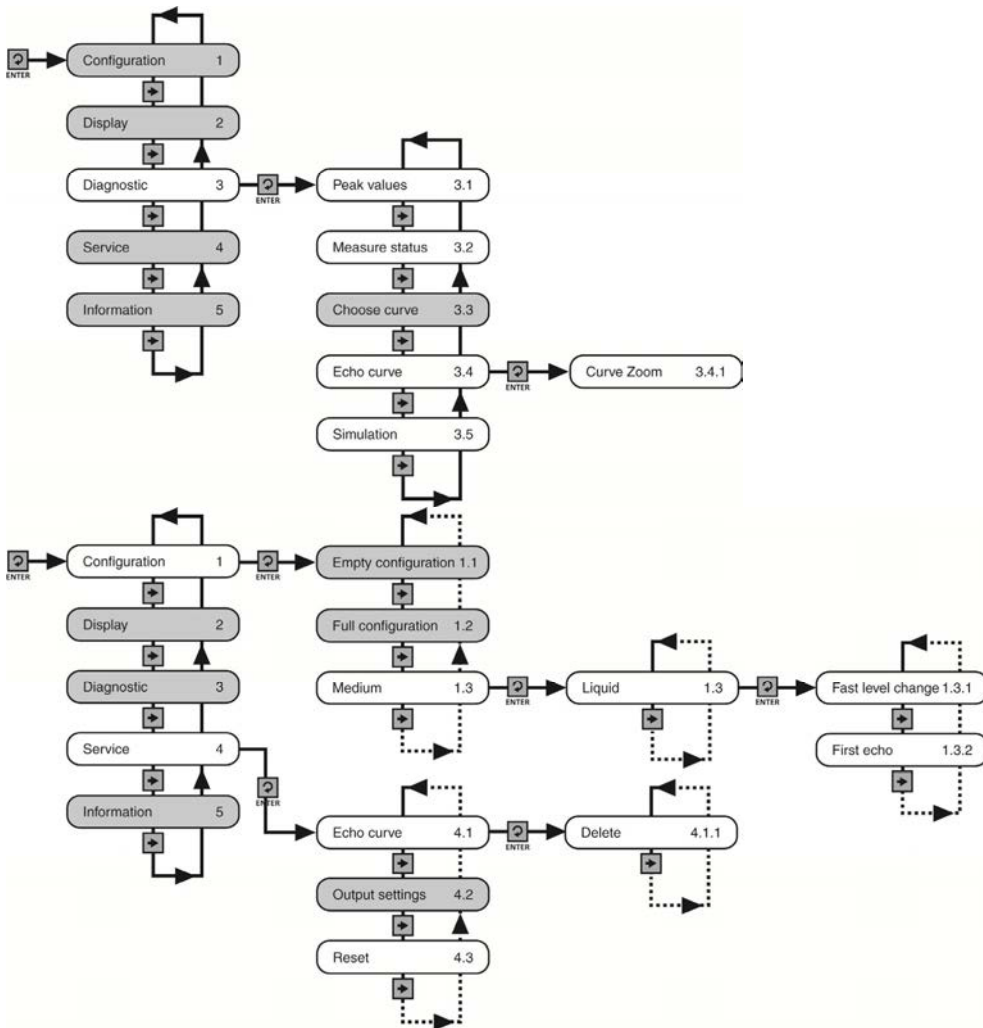 Configuration 1
ENTER
Display 2
Diagnostic 3
ENTER
Peak values 3.1
Service 4
Measure status 3.2
Information 5
Choose curve 3.3
Echo curve 3.4
ENTER
Curve Zoom 3.4.1
Simulation 3.5
Configuration 1
ENTER
ENTER
Empty configuration 1.1
Display 2
Full configuration 1.2
Diagnostic 3
Medium 1.3
ENTER
Liquid 1.3
ENTER
Fast level change 1.3.1
Service 4
First echo 1.3.2
ENTER
Information 5
Echo curve 4.1
ENTER
Delete 4.1.1
Output settings 4.2
Reset 4.3